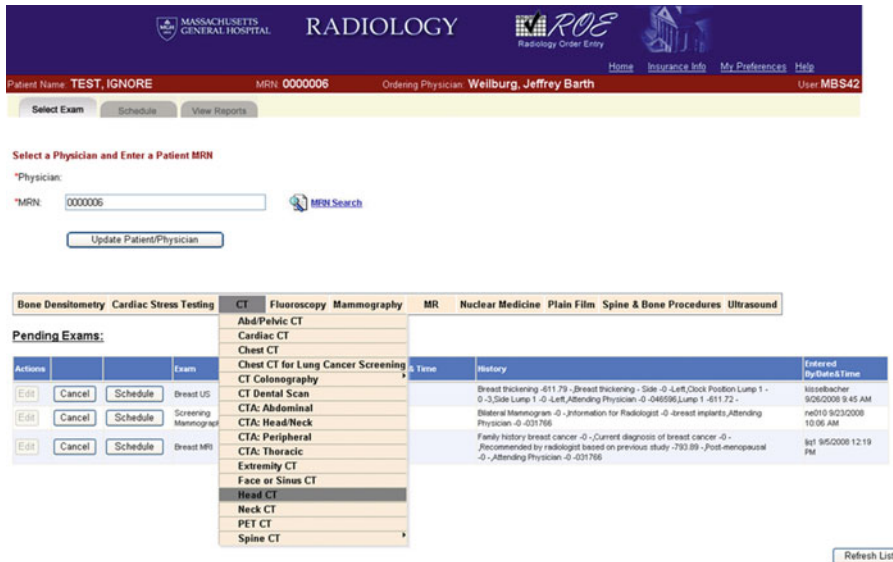 MASSACHUSETTS
GENERAL HOSPITAL
RADIOLOGY
ROE
Radiology Order Entry
Home Insurance Info My Preferences Help
Patient Name: TEST, IGNORE MRN: 0000006 Ordering Physician: Weilburg, Jeffrey Barth User: MBS42
Select Exam Schedule View Reports
Select a Physician and Enter a Patient MRN
*Physician:
*MRN: 0000006 MRN Search
Update Patient/Physician
Bone Densitometry Cardiac Stress Testing CT Fluoroscopy Mammography MR Nuclear Medicine Plain Film Spine & Bone Procedures Ultrasound
Abd/Pelvic CT
Cardiac CT
Chest CT
Chest CT for Lung Cancer Screening
CT Colonography
CT Dental Scan
CTA: Abdominal
CTA: Head/Neck
CTA: Peripheral
CTA: Thoracic
Extremity CT
Face or Sinus CT
Head CT
Neck CT
PET CT
Spine CT
Pending Exams:
Actions Exam & Time History Entered
By/Date&Time
Edit Cancel Schedule Breast US
Breast thickening -611.79 -,Breast thickening - Side -0 -Left,Clock Position Lump 1 -
0 -3,Side Lump 1 -0 -Left,Attending Physician -0 -046596,Lump 1 -611.72 -
kisselbacher
9/26/2008 9:45 AM
Edit Cancel Schedule Screening
Mammograph
Bilateral Mammogram -0 -,Information for Radiologist -0 -breast implants,Attending
Physician -0 -031766
ne010 9/23/2008
10:06 AM
Edit Cancel Schedule Breast MRI
Family history breast cancer -0 -,Current diagnosis of breast cancer -0 -
,Recommended by radiologist based on previous study -793.89 -,Post-menopausal
-0 -,Attending Physician -0 -031766
9/5/2008 12:19
PM
Refresh List